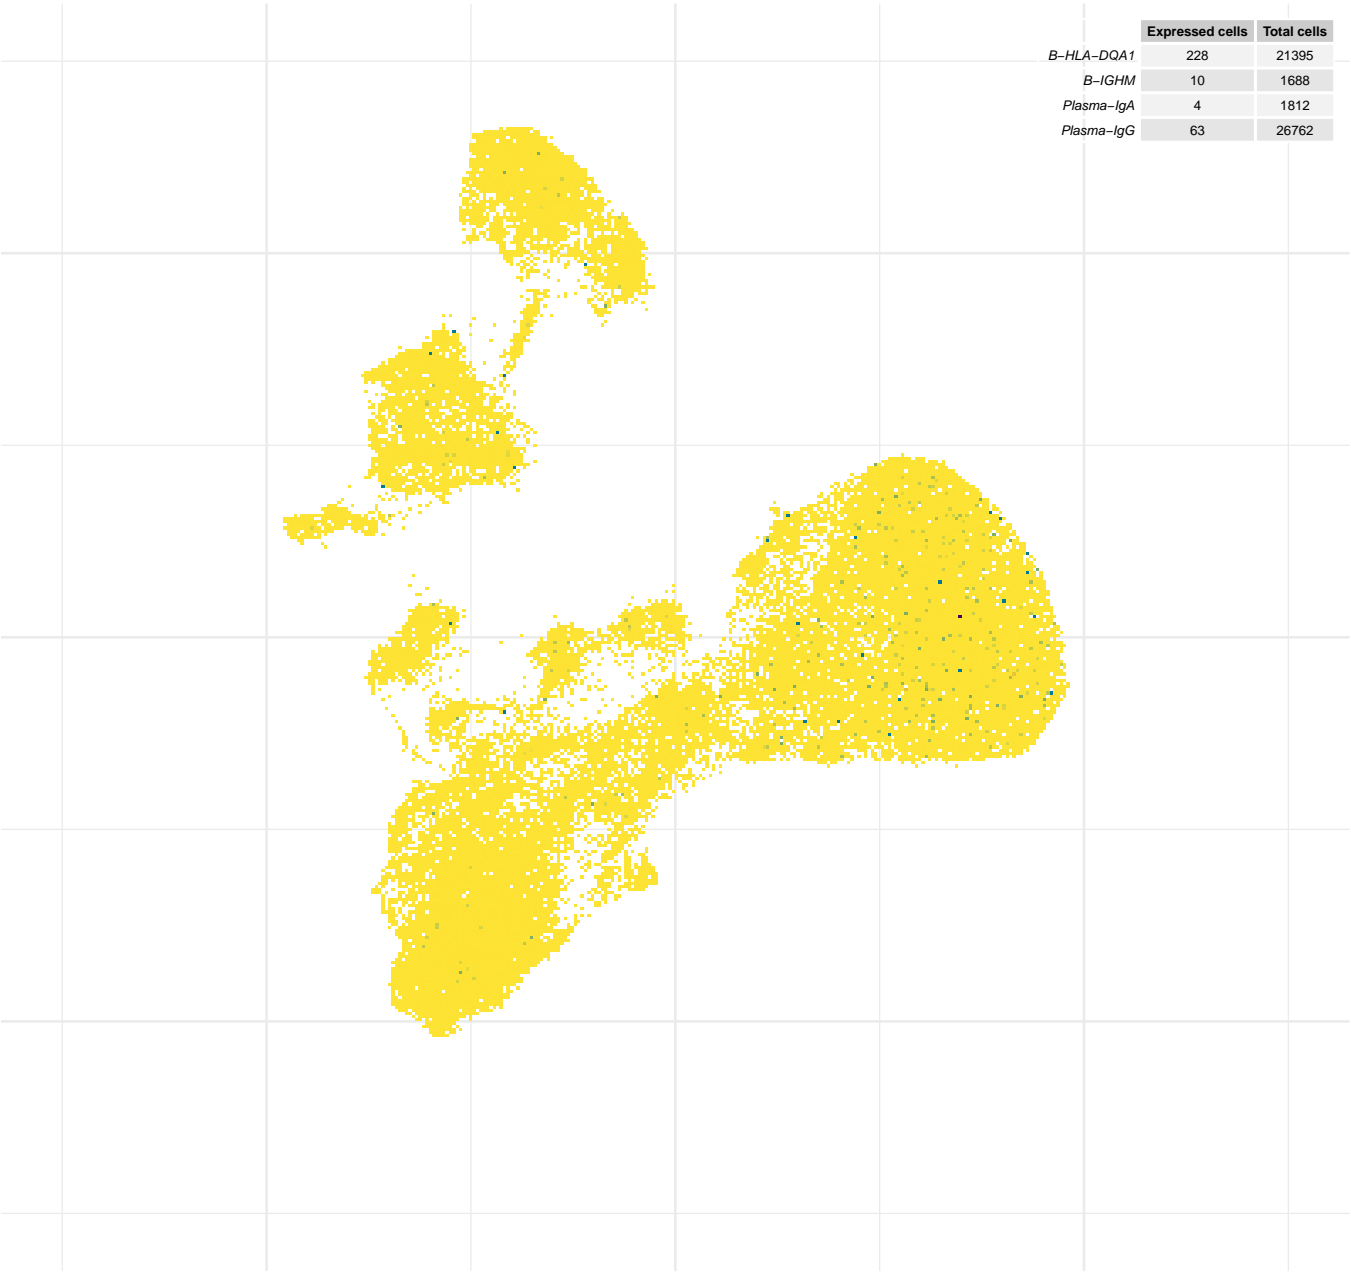 Expressed cells Total cells
B−HLA−DQA1 228 21395
B−IGHM 10 1688
Plasma−IgA 4 1812
Plasma−IgG 63 26762